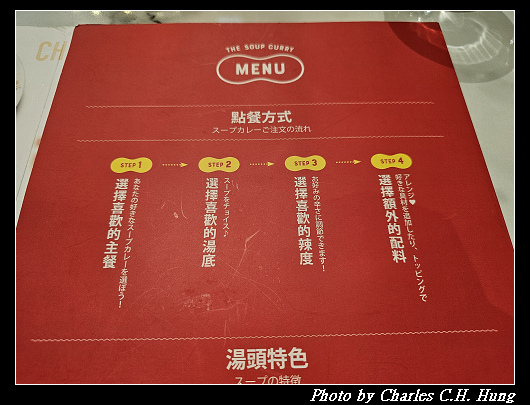 CH
THE SOUP CURRY
MENU
點餐方式
スープカレーご注文の流れ
STEP 1
あなたの好きなスープカレーを選ぼう!
選擇喜歡的主餐
STEP 2
スープをチョイス♪
選擇喜歡的湯底
STEP 3
お好みの辛さに調節できます!
選擇喜歡的辣度
STEP 4
アレンジ♥
好きな具材を追加したり、トッピングで
選擇額外的配料
湯頭特色
スープの特徴
Photo by Charles C.H. Hung